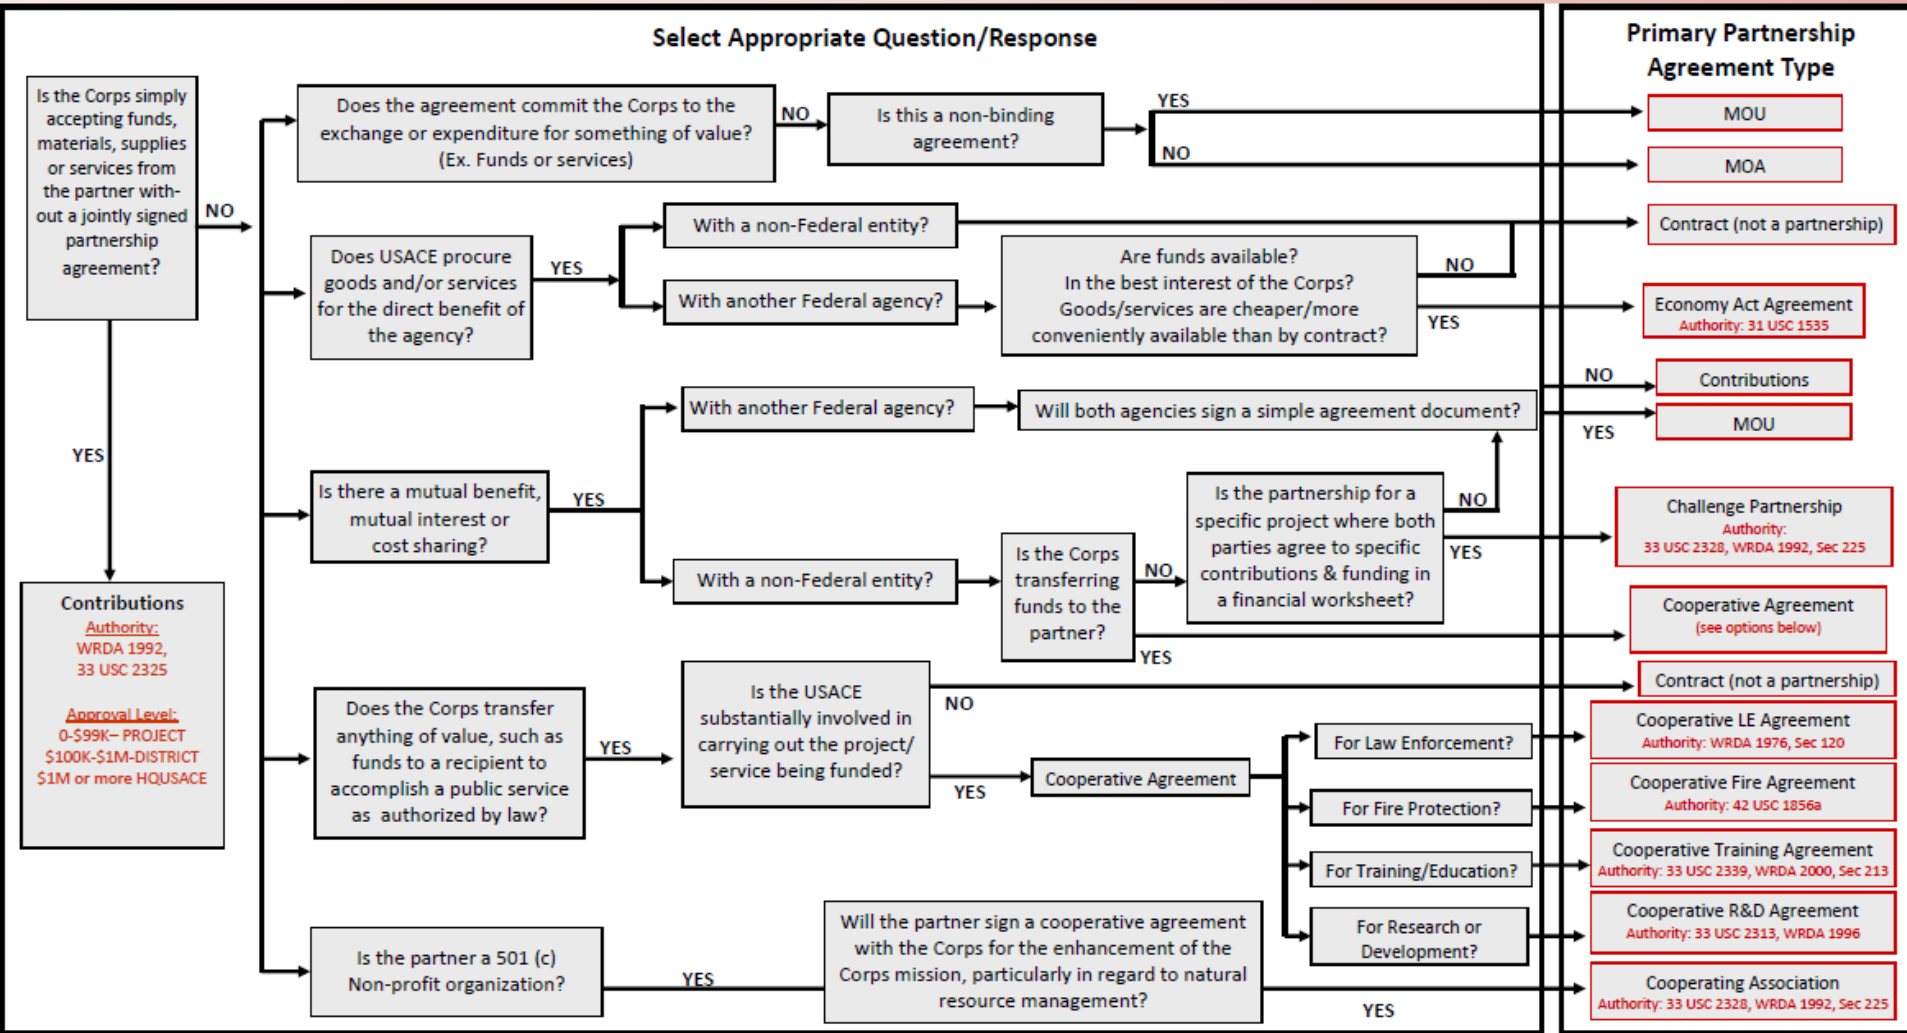 Select Appropriate Question/Response
Primary Partnership
Agreement Type
Is the Corps simply
accepting funds,
materials, supplies
or services from
the partner with-
out a jointly signed
partnership
agreement?
NO
YES
Contributions
Authority:
WRDA 1992,
33 USC 2325
Approval Level:
0-$99K– PROJECT
$100K-$1M-DISTRICT
$1M or more HQUSACE
Does the agreement commit the Corps to the
exchange or expenditure for something of value?
(Ex. Funds or services)
NO
Is this a non-binding
agreement?
YES
MOU
NO
MOA
Does USACE procure
goods and/or services
for the direct benefit of
the agency?
YES
With a non-Federal entity?
Contract (not a partnership)
With another Federal agency?
Are funds available?
In the best interest of the Corps?
Goods/services are cheaper/more
conveniently available than by contract?
NO
YES
Economy Act Agreement
Authority: 31 USC 1535
Is there a mutual benefit,
mutual interest or
cost sharing?
YES
With another Federal agency?
Will both agencies sign a simple agreement document?
NO
Contributions
YES
MOU
With a non-Federal entity?
Is the Corps
transferring
funds to the
partner?
NO
Is the partnership for a
specific project where both
parties agree to specific
contributions & funding in
a financial worksheet?
NO
YES
Challenge Partnership
Authority:
33 USC 2328, WRDA 1992, Sec 225
YES
Cooperative Agreement
(see options below)
Does the Corps transfer
anything of value, such as
funds to a recipient to
accomplish a public service
as authorized by law?
YES
Is the USACE
substantially involved in
carrying out the project/
service being funded?
NO
Contract (not a partnership)
YES
Cooperative Agreement
For Law Enforcement?
Cooperative LE Agreement
Authority: WRDA 1976, Sec 120
For Fire Protection?
Cooperative Fire Agreement
Authority: 42 USC 1856a
For Training/Education?
Cooperative Training Agreement
Authority: 33 USC 2339, WRDA 2000, Sec 213
For Research or
Development?
Cooperative R&D Agreement
Authority: 33 USC 2313, WRDA 1996
Is the partner a 501 (c)
Non-profit organization?
YES
Will the partner sign a cooperative agreement
with the Corps for the enhancement of the
Corps mission, particularly in regard to natural
resource management?
YES
Cooperating Association
Authority: 33 USC 2328, WRDA 1992, Sec 225